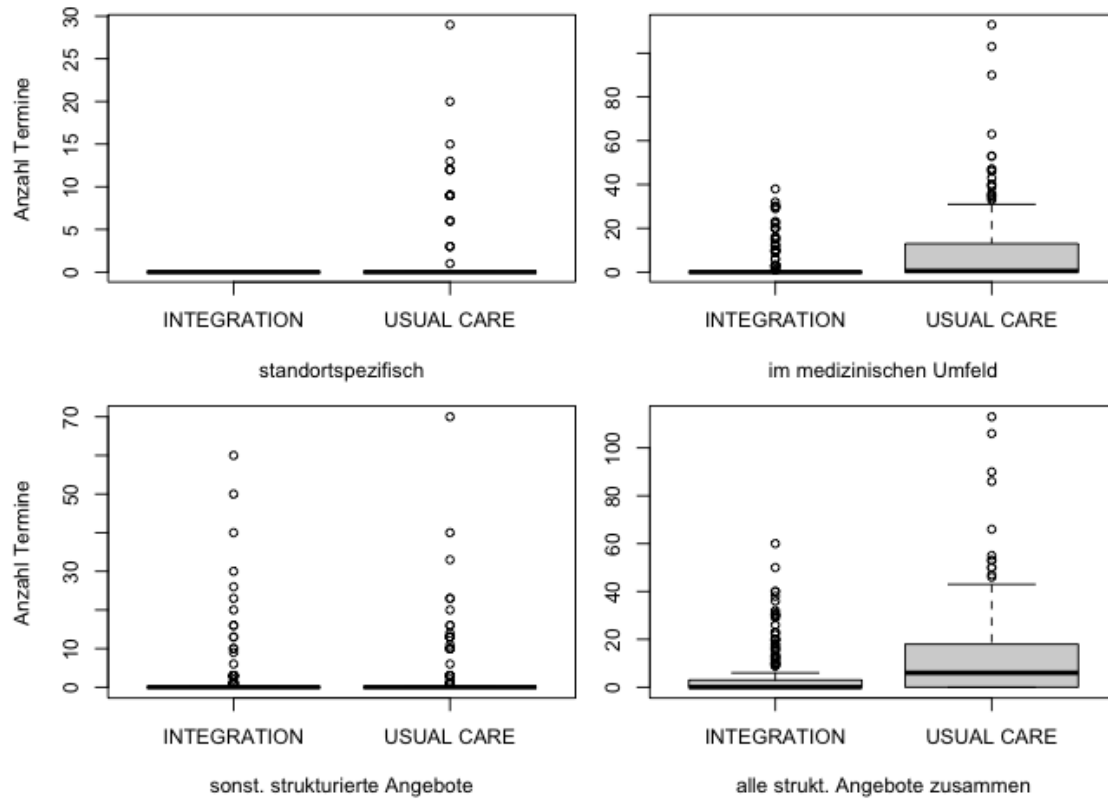 Anzahl Termine
30
25
20
15
10
5
0
INTEGRATION USUAL CARE
standortspezifisch
80
60
40
20
0
INTEGRATION USUAL CARE
im medizinischen Umfeld
Anzahl Termine
70
50
30
10
0
INTEGRATION USUAL CARE
sonst. strukturierte Angebote
100
80
60
40
20
0
INTEGRATION USUAL CARE
alle strukt. Angebote zusammen